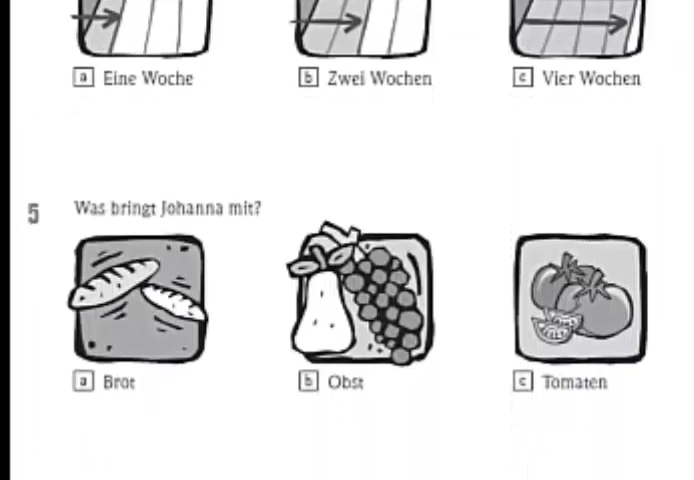 a Eine Woche b Zwei Wochen c Vier Wochen
5 Was bringt Johanna mit?
a Brot b Obst c Tomaten